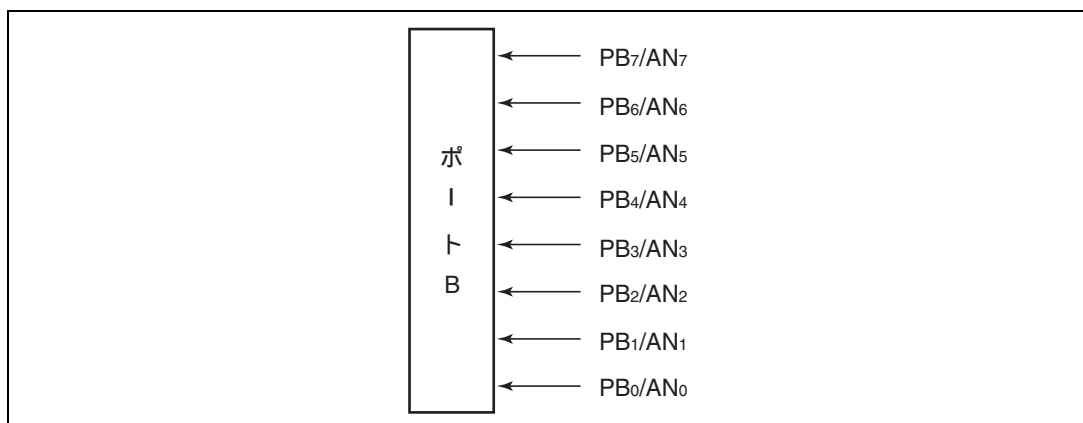 ポートB
PB7/AN7
PB6/AN6
PB5/AN5
PB4/AN4
PB3/AN3
PB2/AN2
PB1/AN1
PB0/AN0